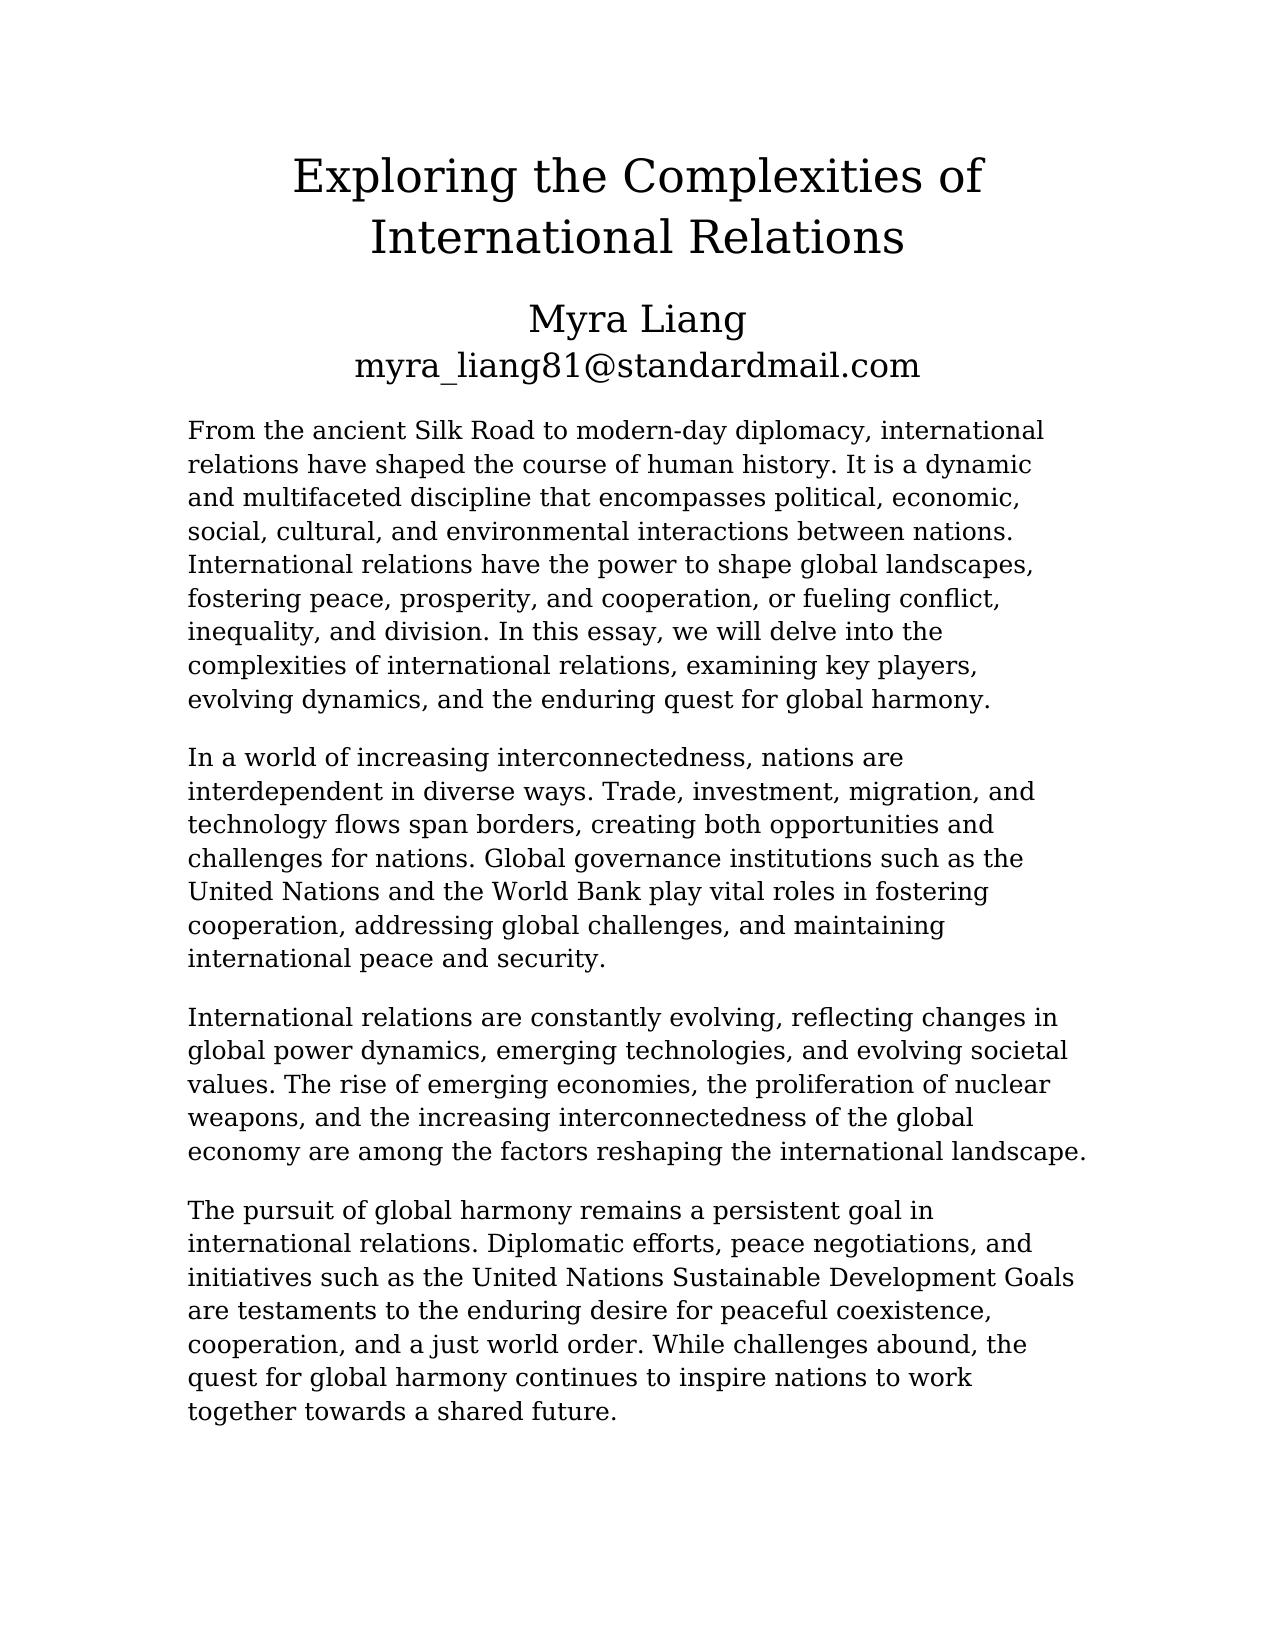 Exploring the Complexities of
International Relations
Myra Liang
myra_liang81@standardmail.com
From the ancient Silk Road to modern-day diplomacy, international
relations have shaped the course of human history. It is a dynamic
and multifaceted discipline that encompasses political, economic,
social, cultural, and environmental interactions between nations.
International relations have the power to shape global landscapes,
fostering peace, prosperity, and cooperation, or fueling conflict,
inequality, and division. In this essay, we will delve into the
complexities of international relations, examining key players,
evolving dynamics, and the enduring quest for global harmony.
In a world of increasing interconnectedness, nations are
interdependent in diverse ways. Trade, investment, migration, and
technology flows span borders, creating both opportunities and
challenges for nations. Global governance institutions such as the
United Nations and the World Bank play vital roles in fostering
cooperation, addressing global challenges, and maintaining
international peace and security.
International relations are constantly evolving, reflecting changes in
global power dynamics, emerging technologies, and evolving societal
values. The rise of emerging economies, the proliferation of nuclear
weapons, and the increasing interconnectedness of the global
economy are among the factors reshaping the international landscape.
The pursuit of global harmony remains a persistent goal in
international relations. Diplomatic efforts, peace negotiations, and
initiatives such as the United Nations Sustainable Development Goals
are testaments to the enduring desire for peaceful coexistence,
cooperation, and a just world order. While challenges abound, the
quest for global harmony continues to inspire nations to work
together towards a shared future.